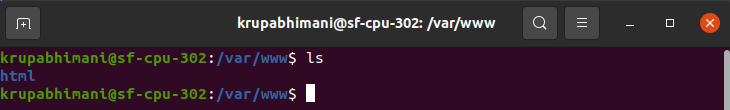 krupabhimani@sf-cpu-302: /var/www
krupabhimani@sf-cpu-302:/var/www$ ls
html
krupabhimani@sf-cpu-302:/var/www$